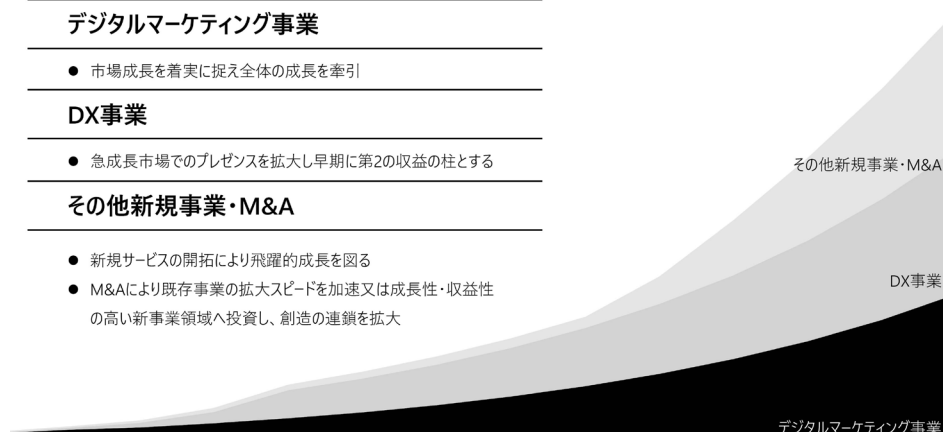 デジタルマーケティング事業
● 市場成長を着実に捉え全体の成長を牽引
DX事業
● 急成長市場でのプレゼンスを拡大し早期に第2の収益の柱とする
その他新規事業・M&A
● 新規サービスの開拓により飛躍的成長を図る
● M&Aにより既存事業の拡大スピードを加速又は成長性・収益性
の高い新事業領域へ投資し、創造の連鎖を拡大
その他新規事業・M&A
DX事業
デジタルマーケティング事業